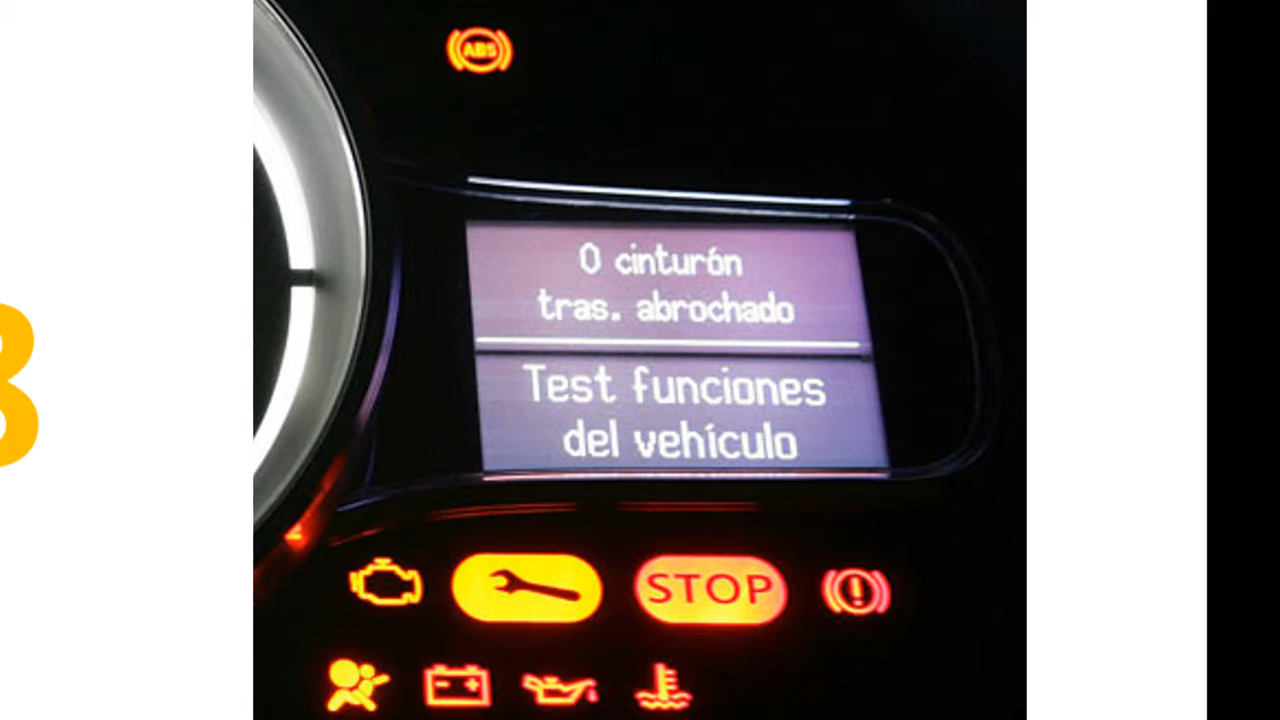 ABS
0 cinturón
tras. abrochado
Test funciones
del vehículo
STOP